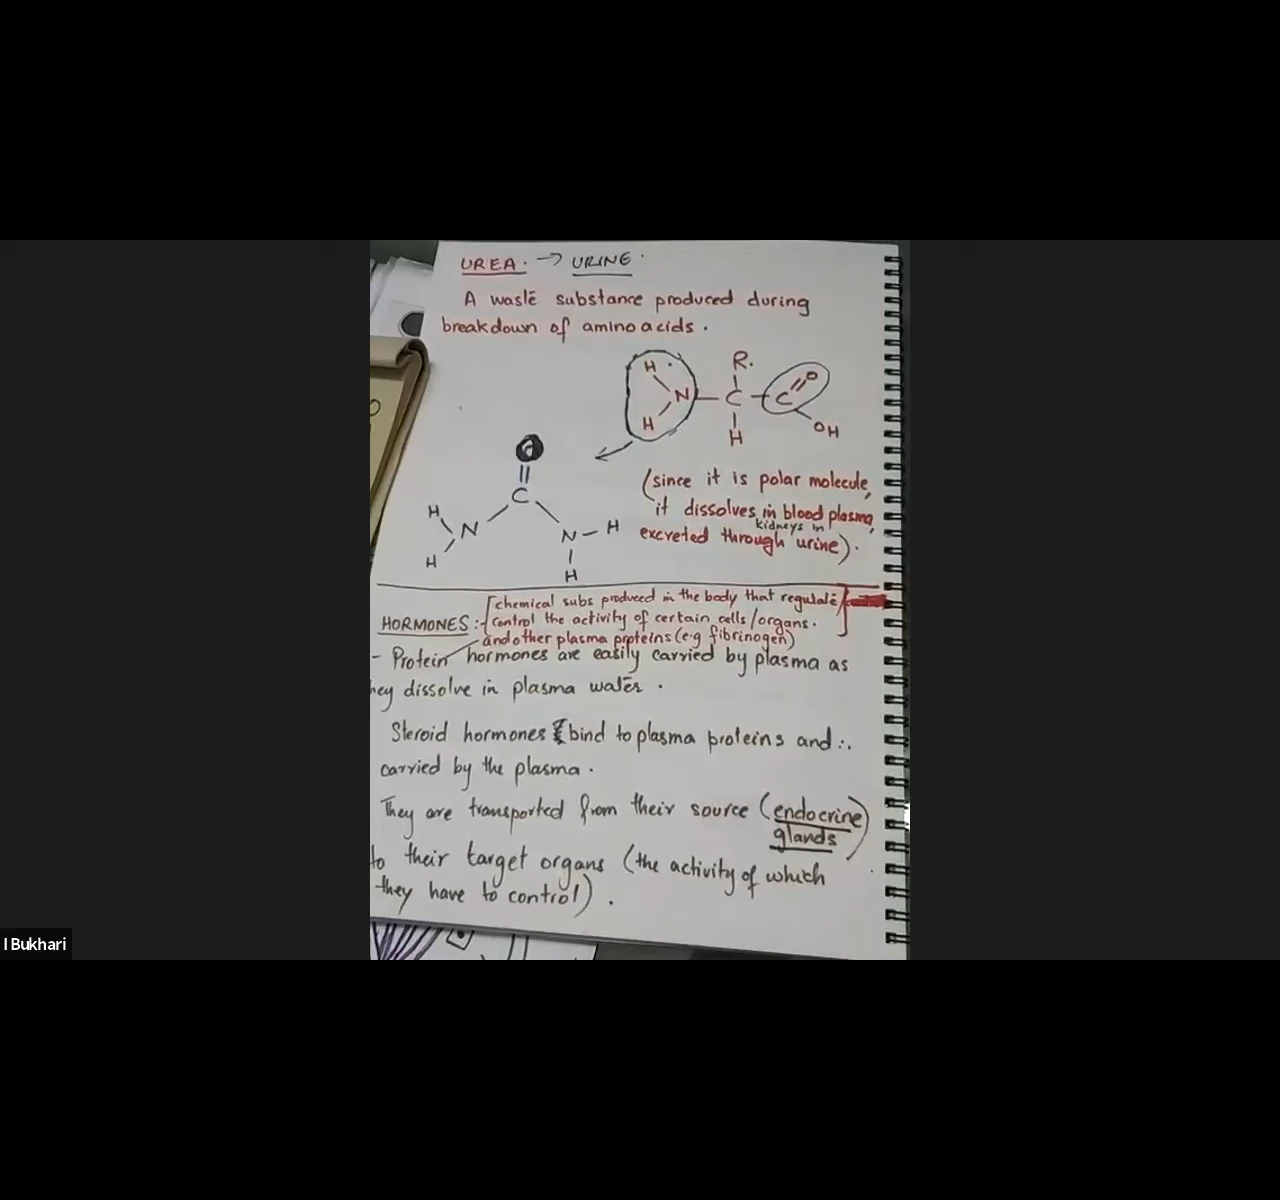 UREA. → URINE.
A waste substance produced during
breakdown of amino acids.
H R. O
N C C
H H OH
O
C
H N N H
H H
(since it is polar molecule,
it dissolves in blood plasma,
kidneys in
excreted through urine).
chemical subs produced in the body that regulate/
HORMONES :- control the activity of certain cells/organs.
and other plasma proteins (e.g fibrinogen)
- Protein hormones are easily carried by plasma as
hey dissolve in plasma water.
Steroid hormones bind to plasma proteins and ∴
carried by the plasma.
They are transported from their source (endocrine
glands)
to their target organs (the activity of which
they have to control).
I Bukhari